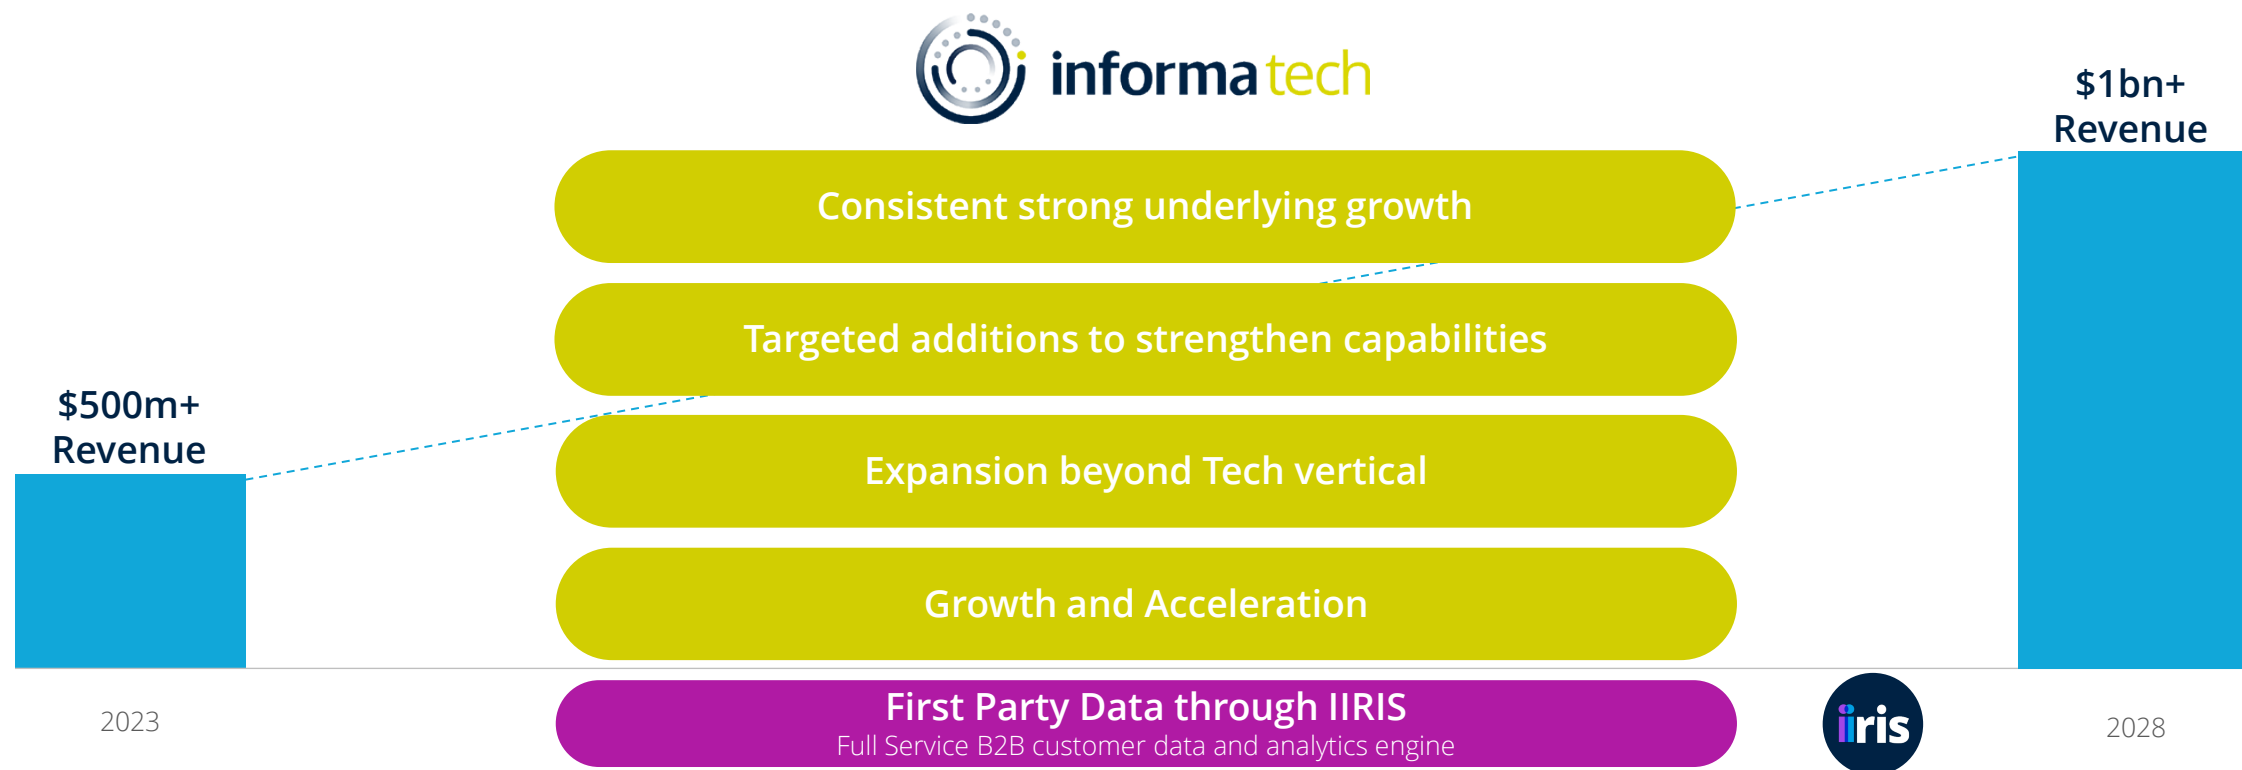 informa tech
$1bn+
Revenue
Consistent strong underlying growth
Targeted additions to strengthen capabilities
$500m+
Revenue
Expansion beyond Tech vertical
Growth and Acceleration
First Party Data through IIRIS
Full Service B2B customer data and analytics engine
iiris
2023
2028